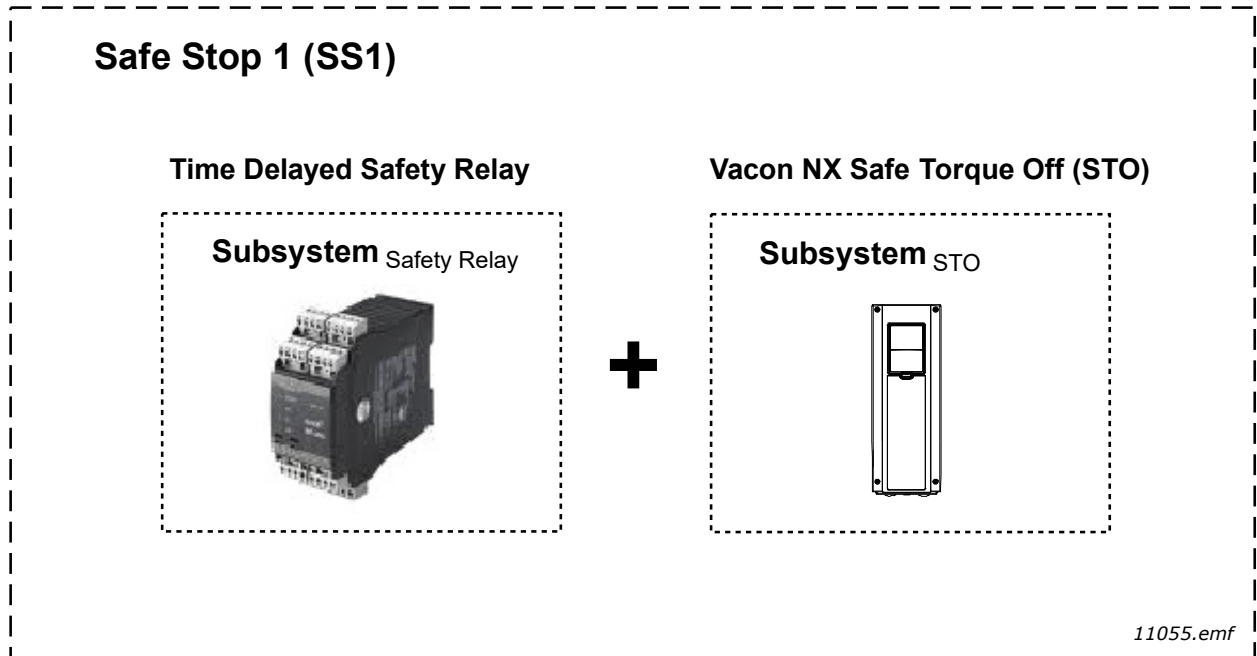 Safe Stop 1 (SS1)
Time Delayed Safety Relay
Vacon NX Safe Torque Off (STO)
Subsystem Safety Relay
Subsystem STO
+
11055.emf